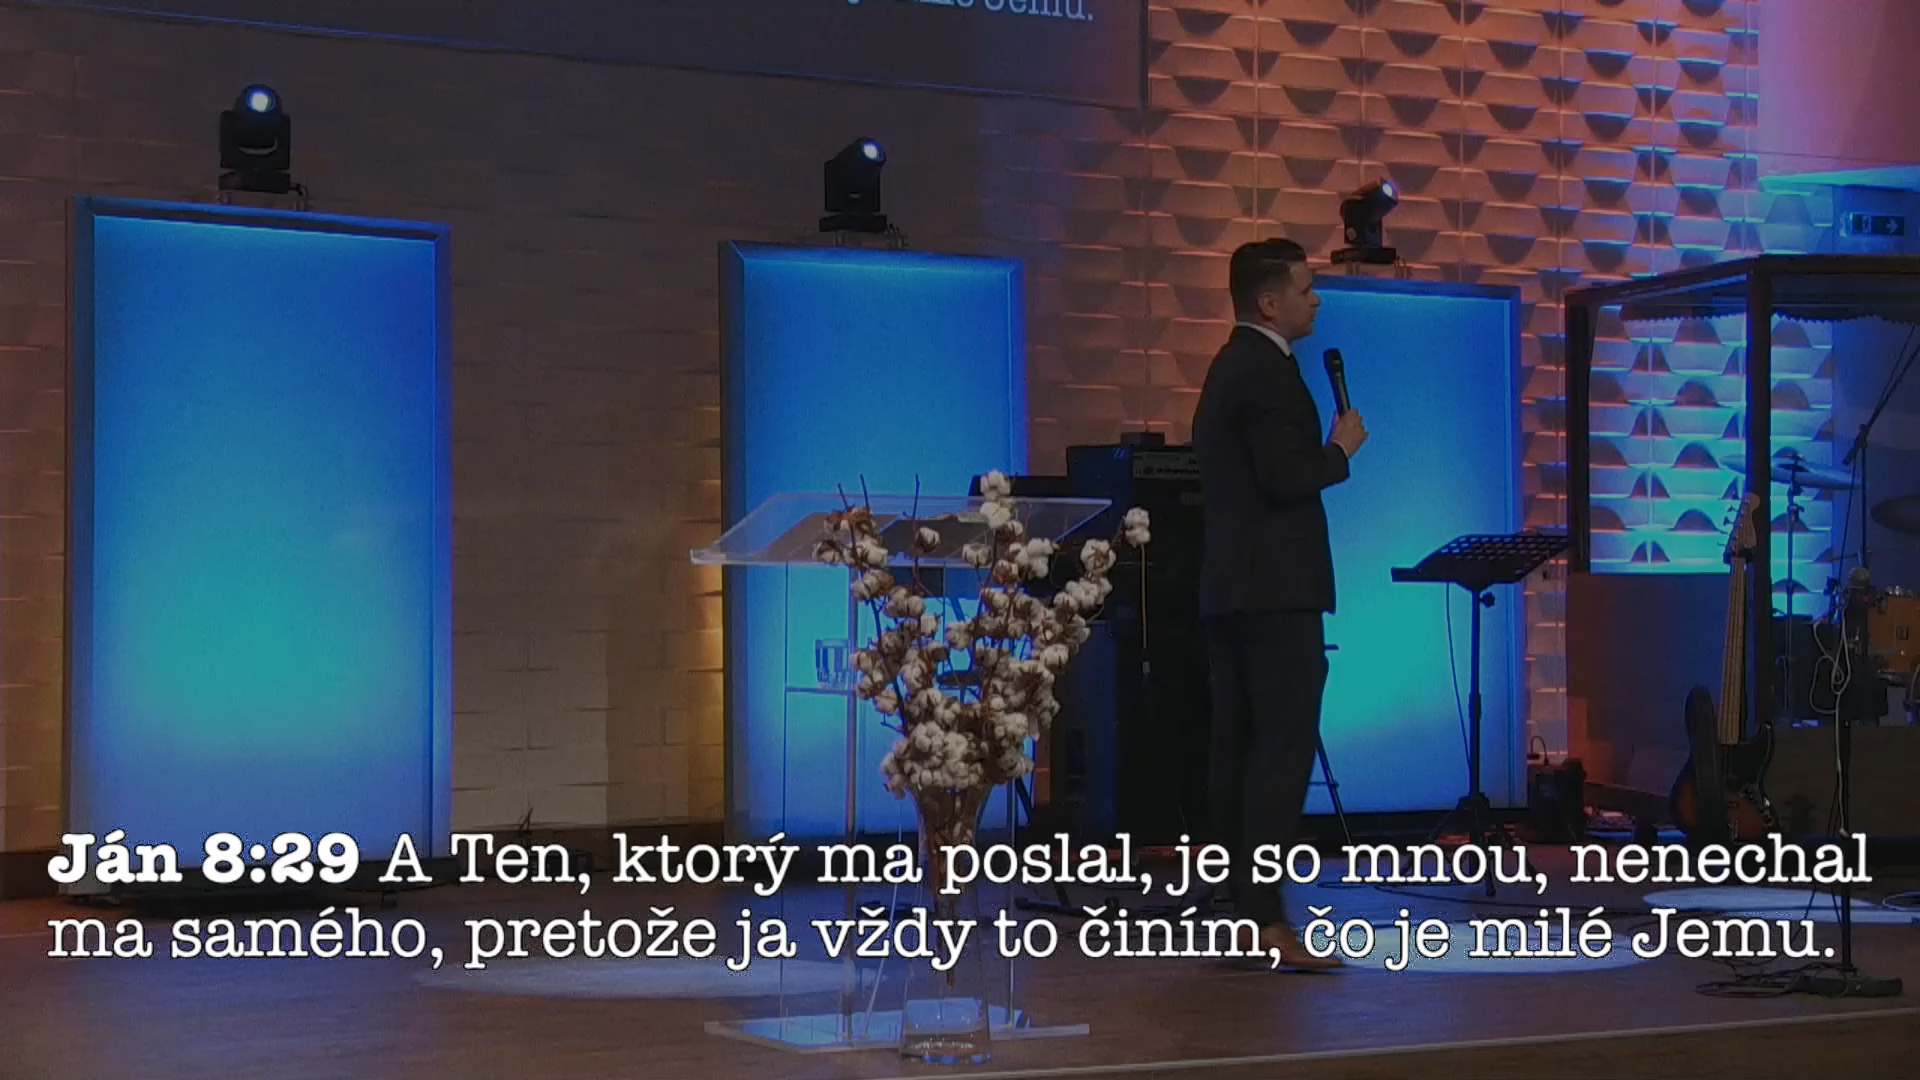 Jemu.
Ján 8:29 A Ten, ktorý ma poslal, je so mnou, nenechal
ma samého, pretože ja vždy to činím, čo je milé Jemu.